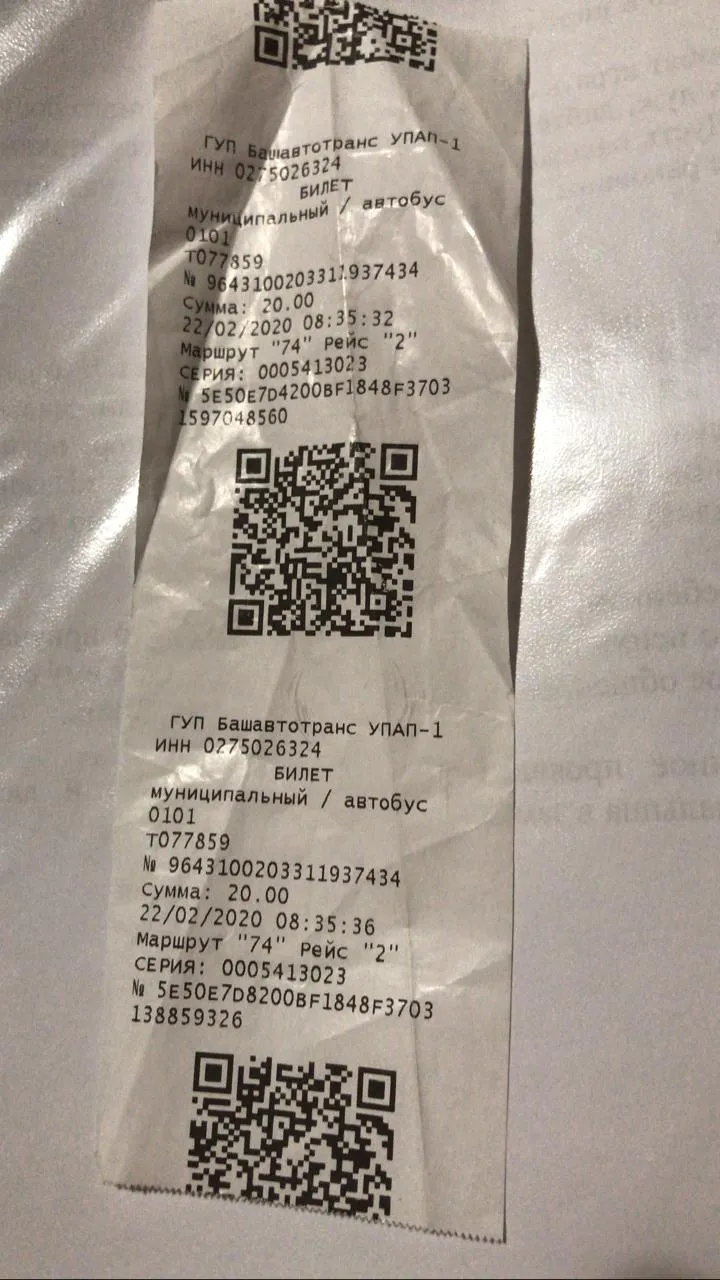 ГУП Башавтотранс УПАП-1
ИНН 0275026324
БИЛЕТ
муниципальный / автобус
0101
Т077859
№ 9643100203311937434
Сумма: 20.00
22/02/2020 08:35:32
Маршрут "74" Рейс "2"
СЕРИЯ: 0005413023
№ 5E50E7D4200BF1848F3703
1597048560
ГУП Башавтотранс УПАП-1
ИНН 0275026324
БИЛЕТ
муниципальный / автобус
0101
Т077859
№ 9643100203311937434
Сумма: 20.00
22/02/2020 08:35:36
Маршрут "74" Рейс "2"
СЕРИЯ: 0005413023
№ 5E50E7D8200BF1848F3703
138859326